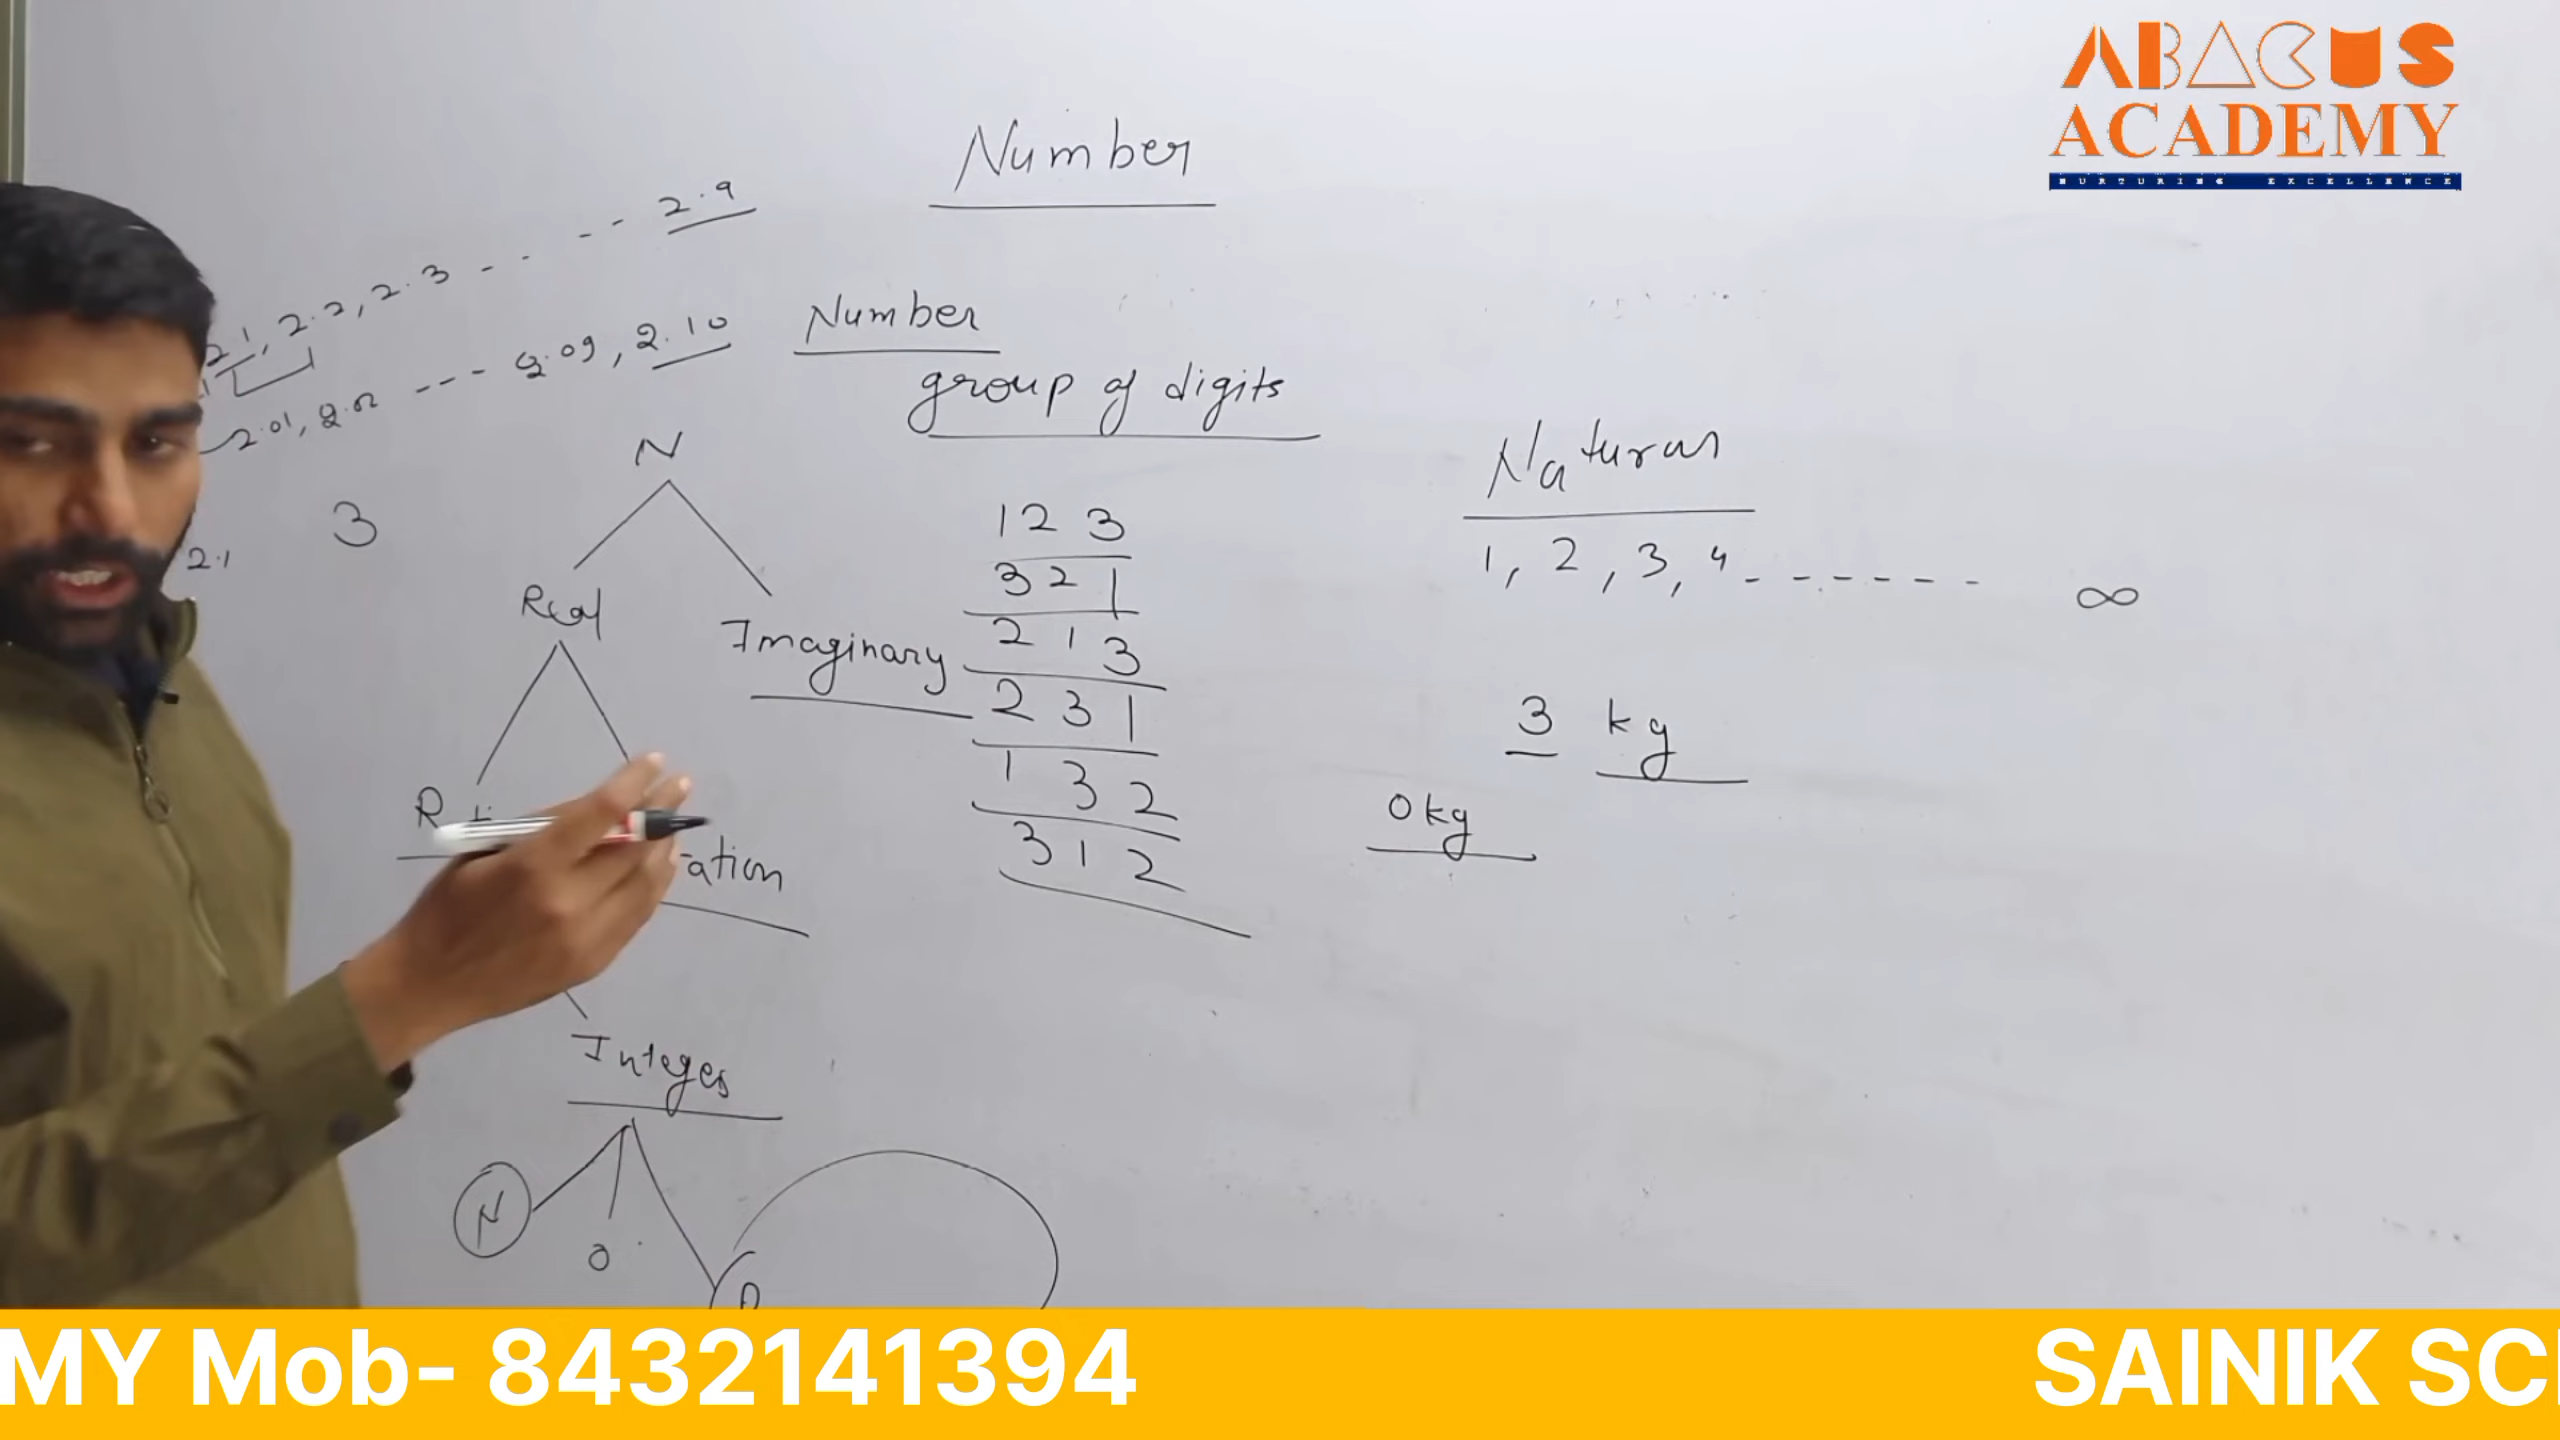 ABACUS
ACADEMY
NURTURING EXCELLENCE
Number
2.1, 2.2, 2.3 - - - - - 2.9
2.01, 2.02 --- 2.09, 2.10
Number
group of digits
N
Natural
3
2.1
1 2 3
1, 2, 3, 4 - - - - - - ∞
Real
Imaginary
3 2 1
2 1 3
2 3 1
3 kg
1 3 2
0 kg
3 1 2
ation
Integes
N
0
MY Mob- 8432141394
SAINIK SC